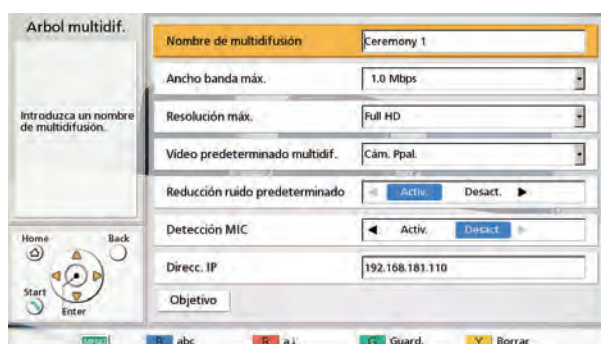 Arbol multidif.
Introduzca un nombre
de multidifusión.
Nombre de multidifusión
Ceremony 1
Ancho banda máx.
1.0 Mbps
Resolución máx.
Full HD
Vídeo predeterminado multidif.
Cám. Ppal.
Reducción ruido predeterminado
Activ. Desact.
Detección MIC
Activ. Desact.
Direcc. IP
192.168.181.110
Objetivo
Home Back
Start Enter
MENU B abc R a↓ G Guard. Y Borrar